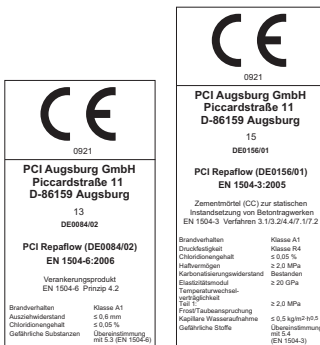 CE
0921
PCI Augsburg GmbH
Piccardstraße 11
D-86159 Augsburg
13
DE0084/02
PCI Repaflow (DE0084/02)
EN 1504-6:2006
Verankerungsprodukt
EN 1504-6 Prinzip 4.2
Brandverhalten Klasse A1
Ausziehwiderstand ≤ 0,6 mm
Chloridionengehalt ≤ 0,05 %
Gefährliche Substanzen Übereinstimmung
mit 5.3 (EN 1504-6)
CE
0921
PCI Augsburg GmbH
Piccardstraße 11
D-86159 Augsburg
15
DE0156/01
PCI Repaflow (DE0156/01)
EN 1504-3:2005
Zementmörtel (CC) zur statischen
Instandsetzung von Betontragwerken
EN 1504-3 Verfahren 3.1/3.2/4.4/7.1/7.2
Brandverhalten Klasse A1
Druckfestigkeit Klasse R4
Chloridionengehalt ≤ 0,05 %
Haftvermögen ≥ 2,0 MPa
Karbonatisierungswiderstand Bestanden
Elastizitätsmodul ≥ 20 GPa
Temperaturwechsel-
verträglichkeit
Teil 1: ≥ 2,0 MPa
Frost/Taubeanspruchung
Kapillare Wasseraufnahme ≤ 0,5 kg/m²·h⁰·⁵
Gefährliche Stoffe Übereinstimmung
mit 5.4
(EN 1504-3)